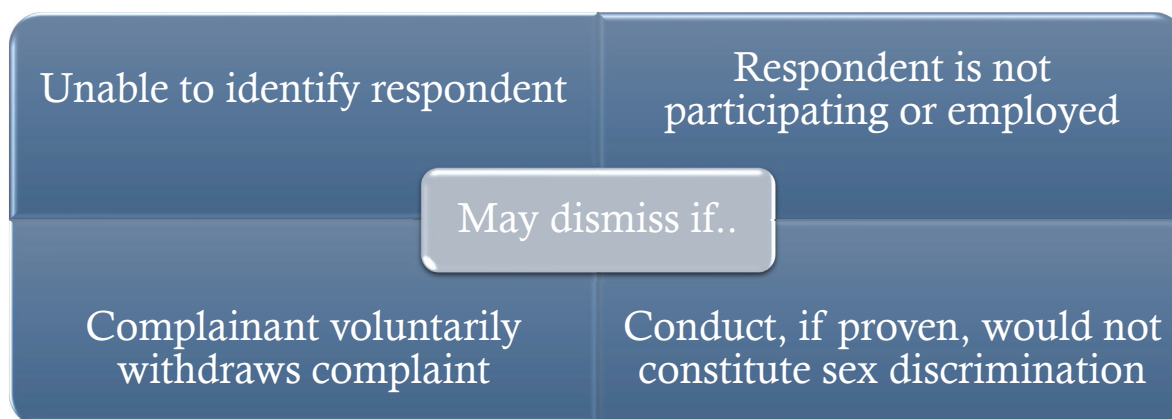 Unable to identify respondent
Respondent is not
participating or employed
May dismiss if..
Complainant voluntarily
withdraws complaint
Conduct, if proven, would not
constitute sex discrimination